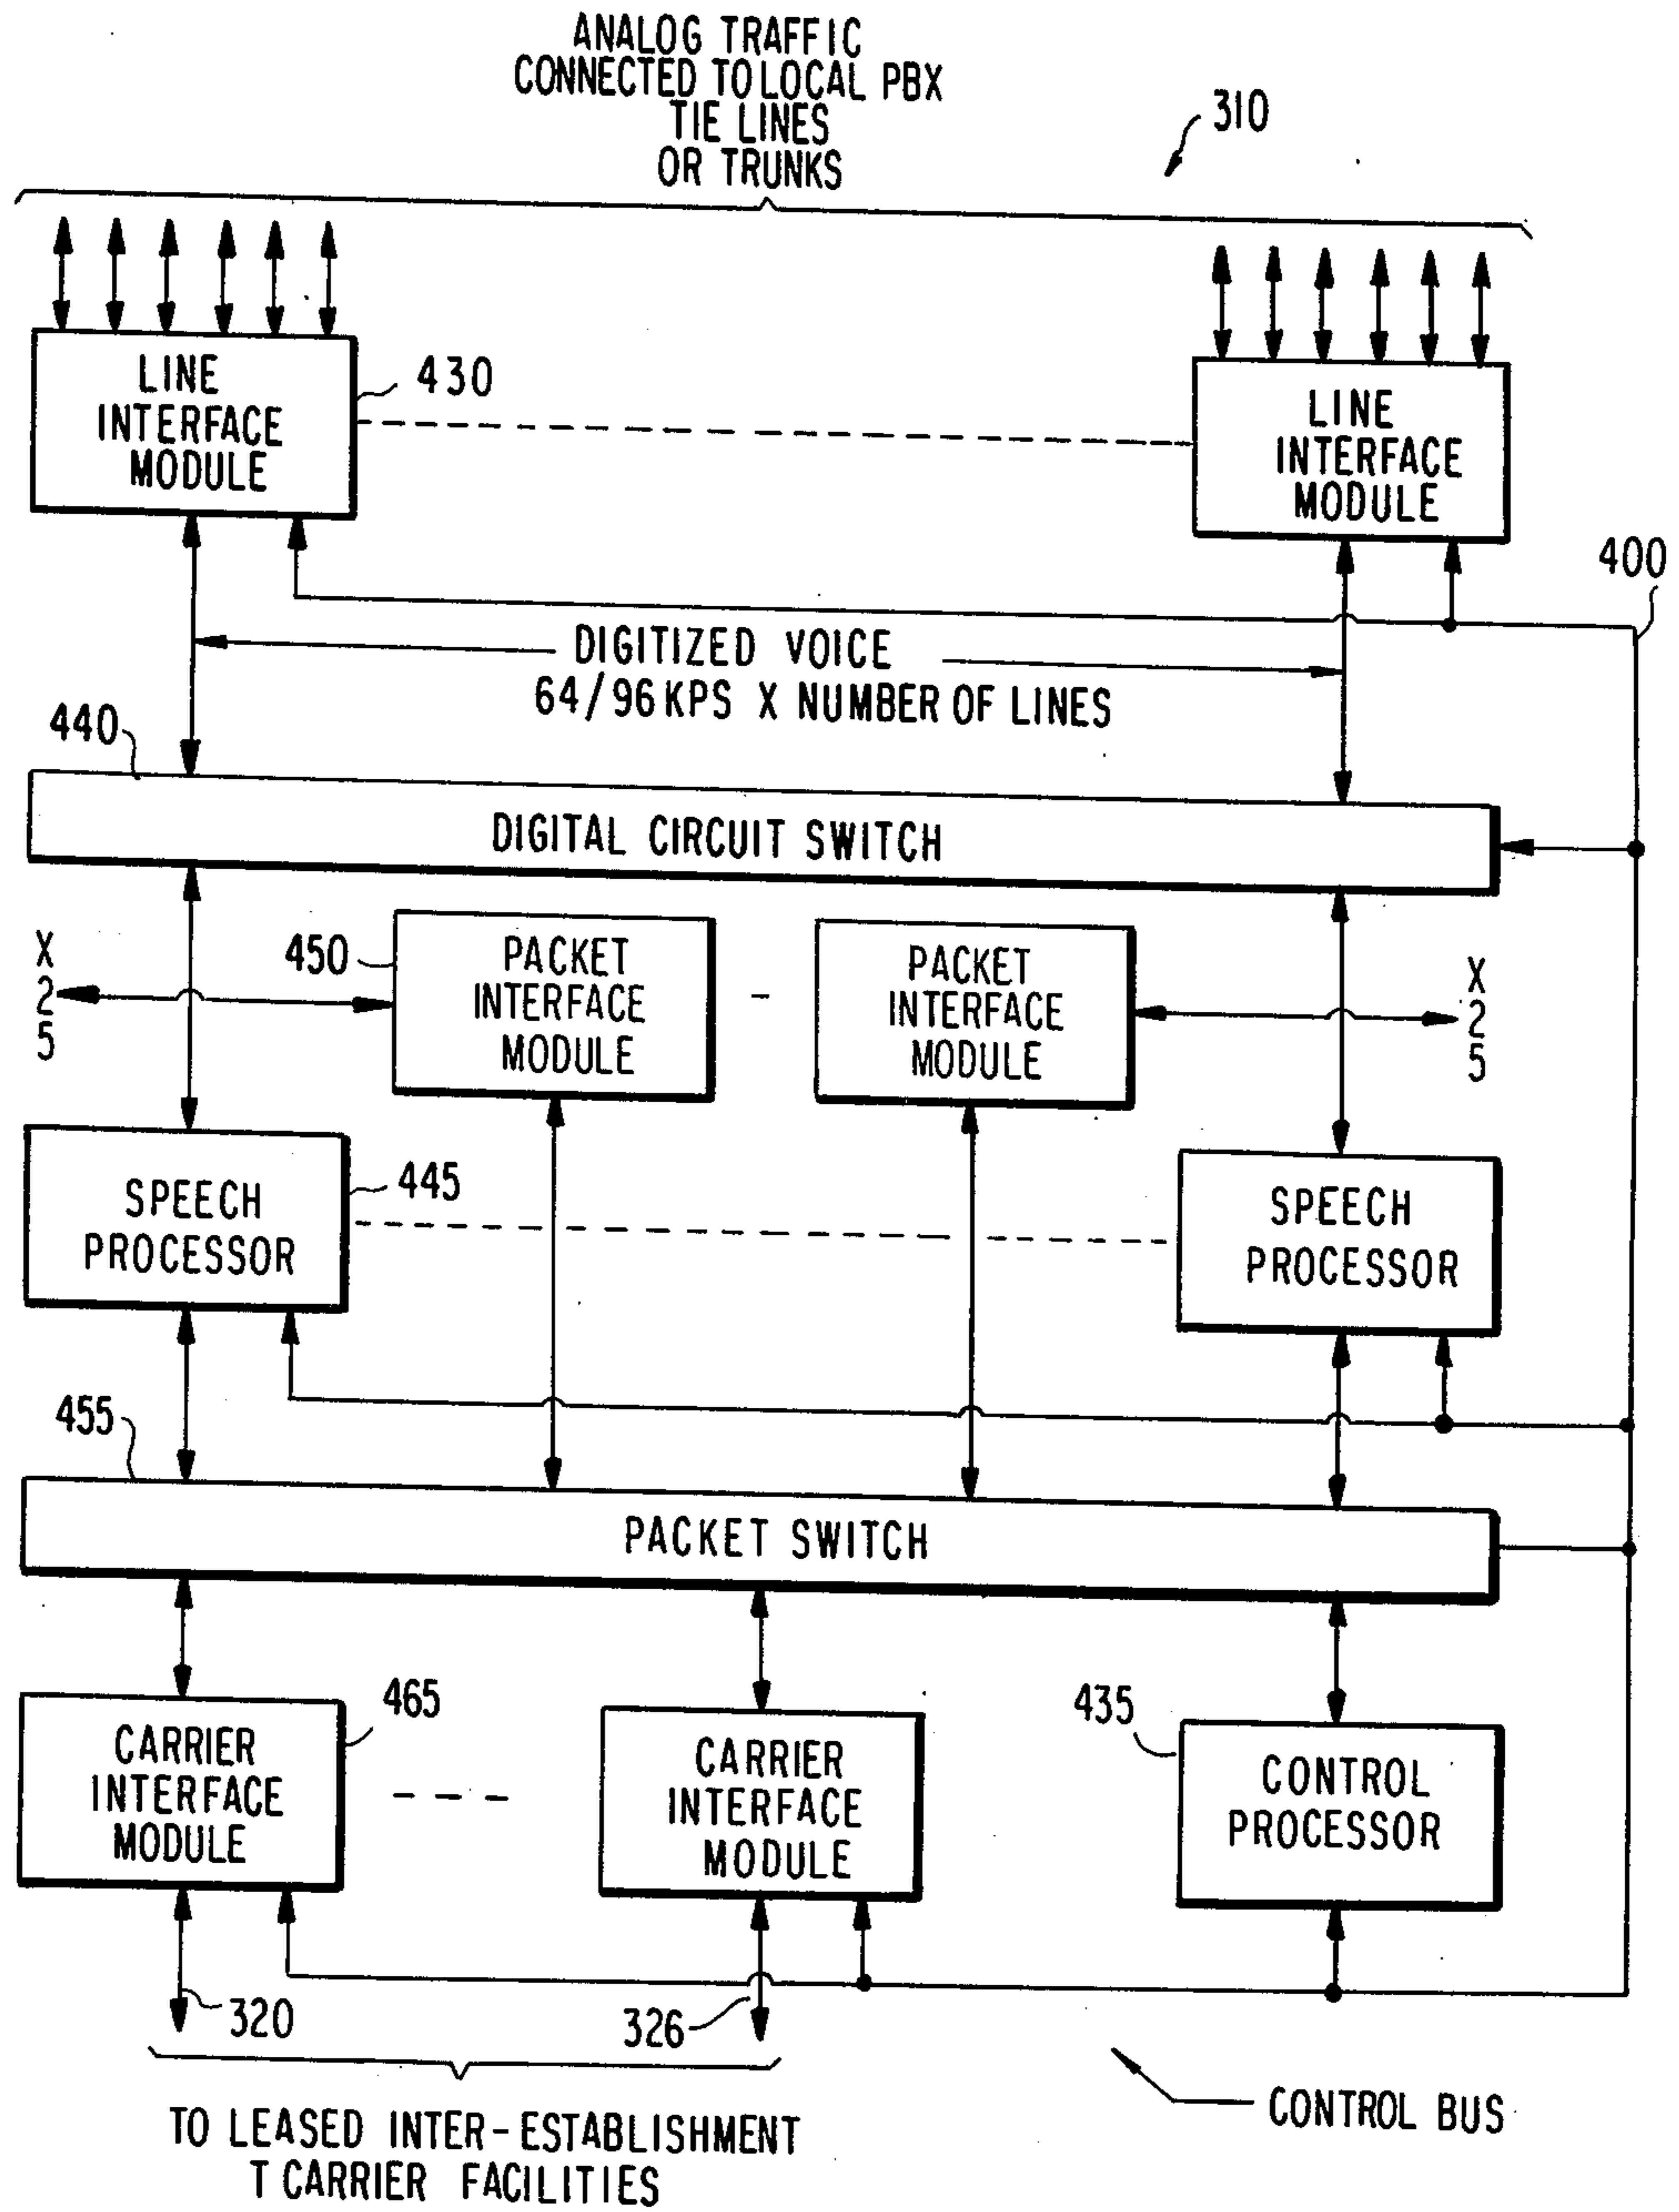 ANALOG TRAFFIC
CONNECTED TO LOCAL PBX
TIE LINES
OR TRUNKS
310
LINE
INTERFACE
MODULE
430
LINE
INTERFACE
MODULE
400
DIGITIZED VOICE
64/96 KPS X NUMBER OF LINES
440
DIGITAL CIRCUIT SWITCH
X
2
5
450
PACKET
INTERFACE
MODULE
PACKET
INTERFACE
MODULE
X
2
5
SPEECH
PROCESSOR
445
SPEECH
PROCESSOR
455
PACKET SWITCH
CARRIER
INTERFACE
MODULE
465
CARRIER
INTERFACE
MODULE
435
CONTROL
PROCESSOR
320
326
TO LEASED INTER-ESTABLISHMENT
T CARRIER FACILITIES
CONTROL BUS